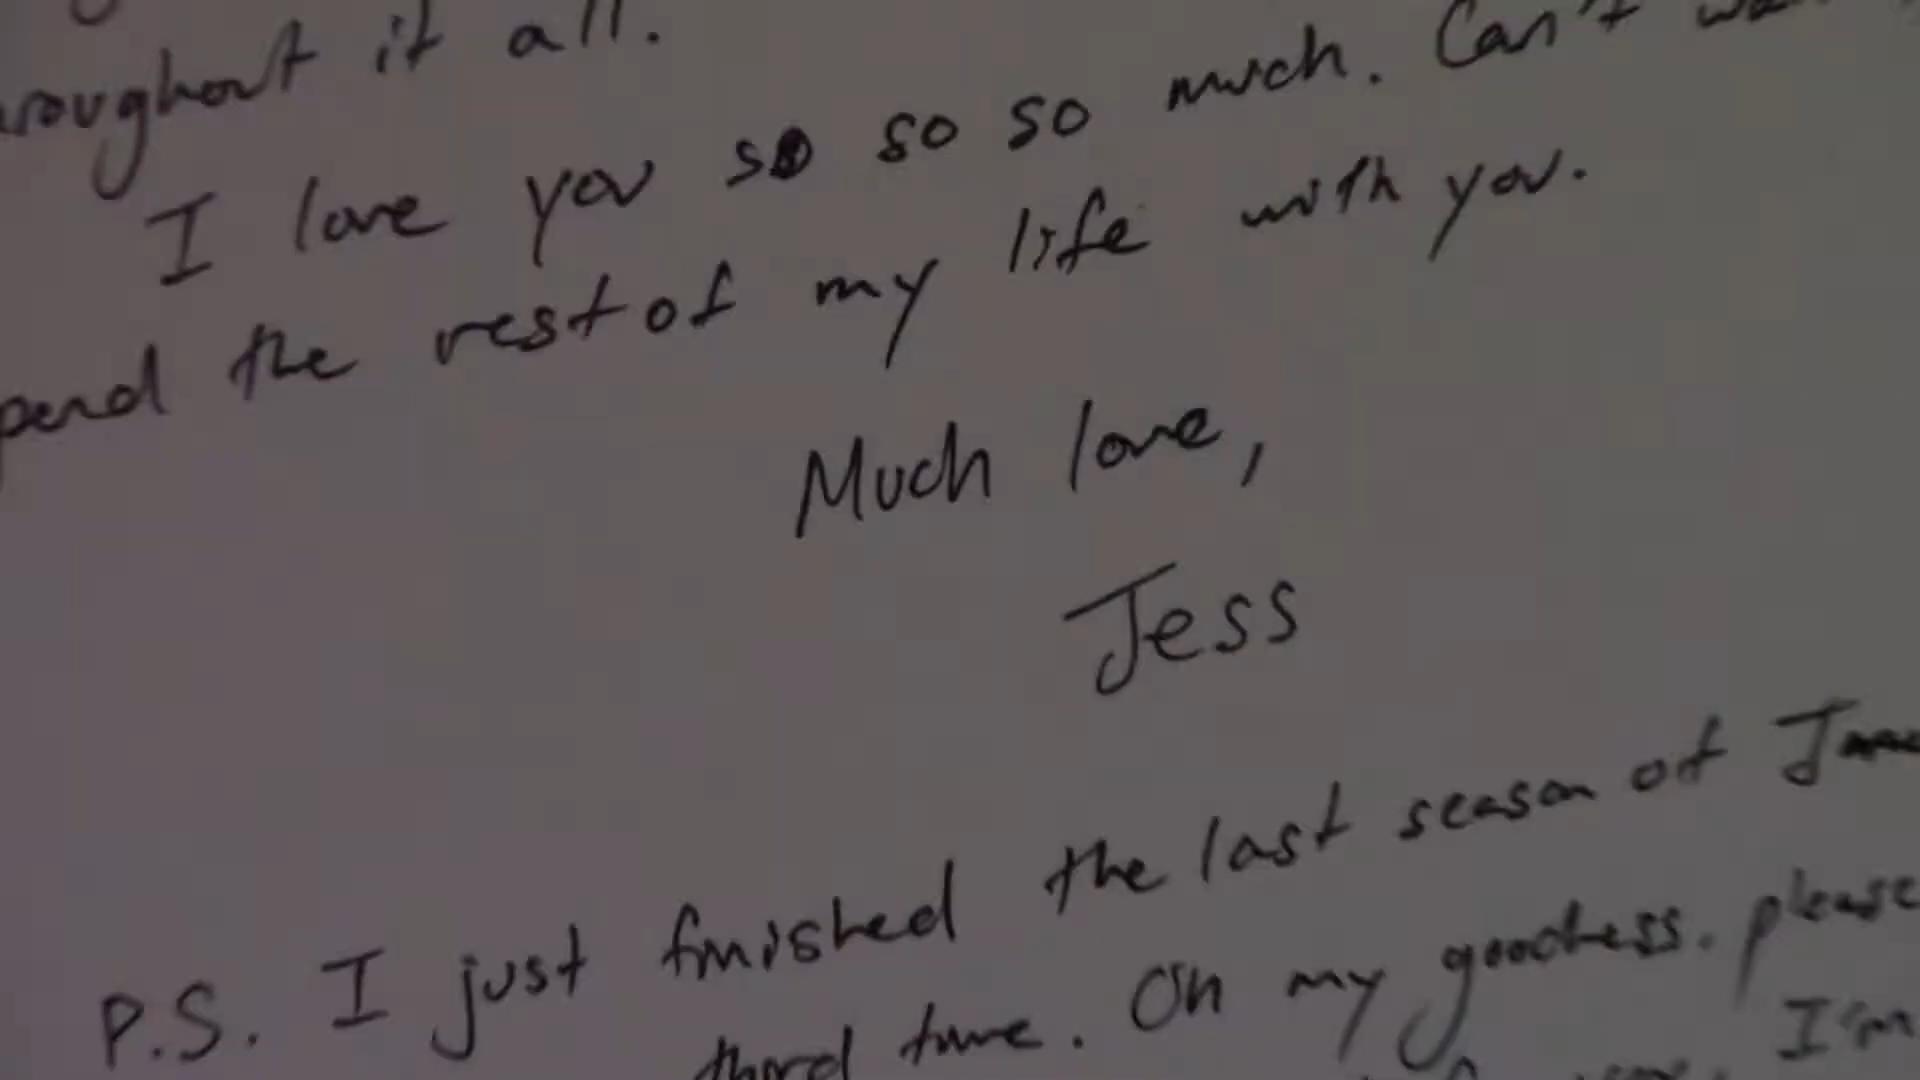 throughout it all.
I love you so so so much. Can't wa
spend the rest of my life with you.
Much love,
Jess
P.S. I just finished the last season of
third time. Oh my goodness. please
I'm